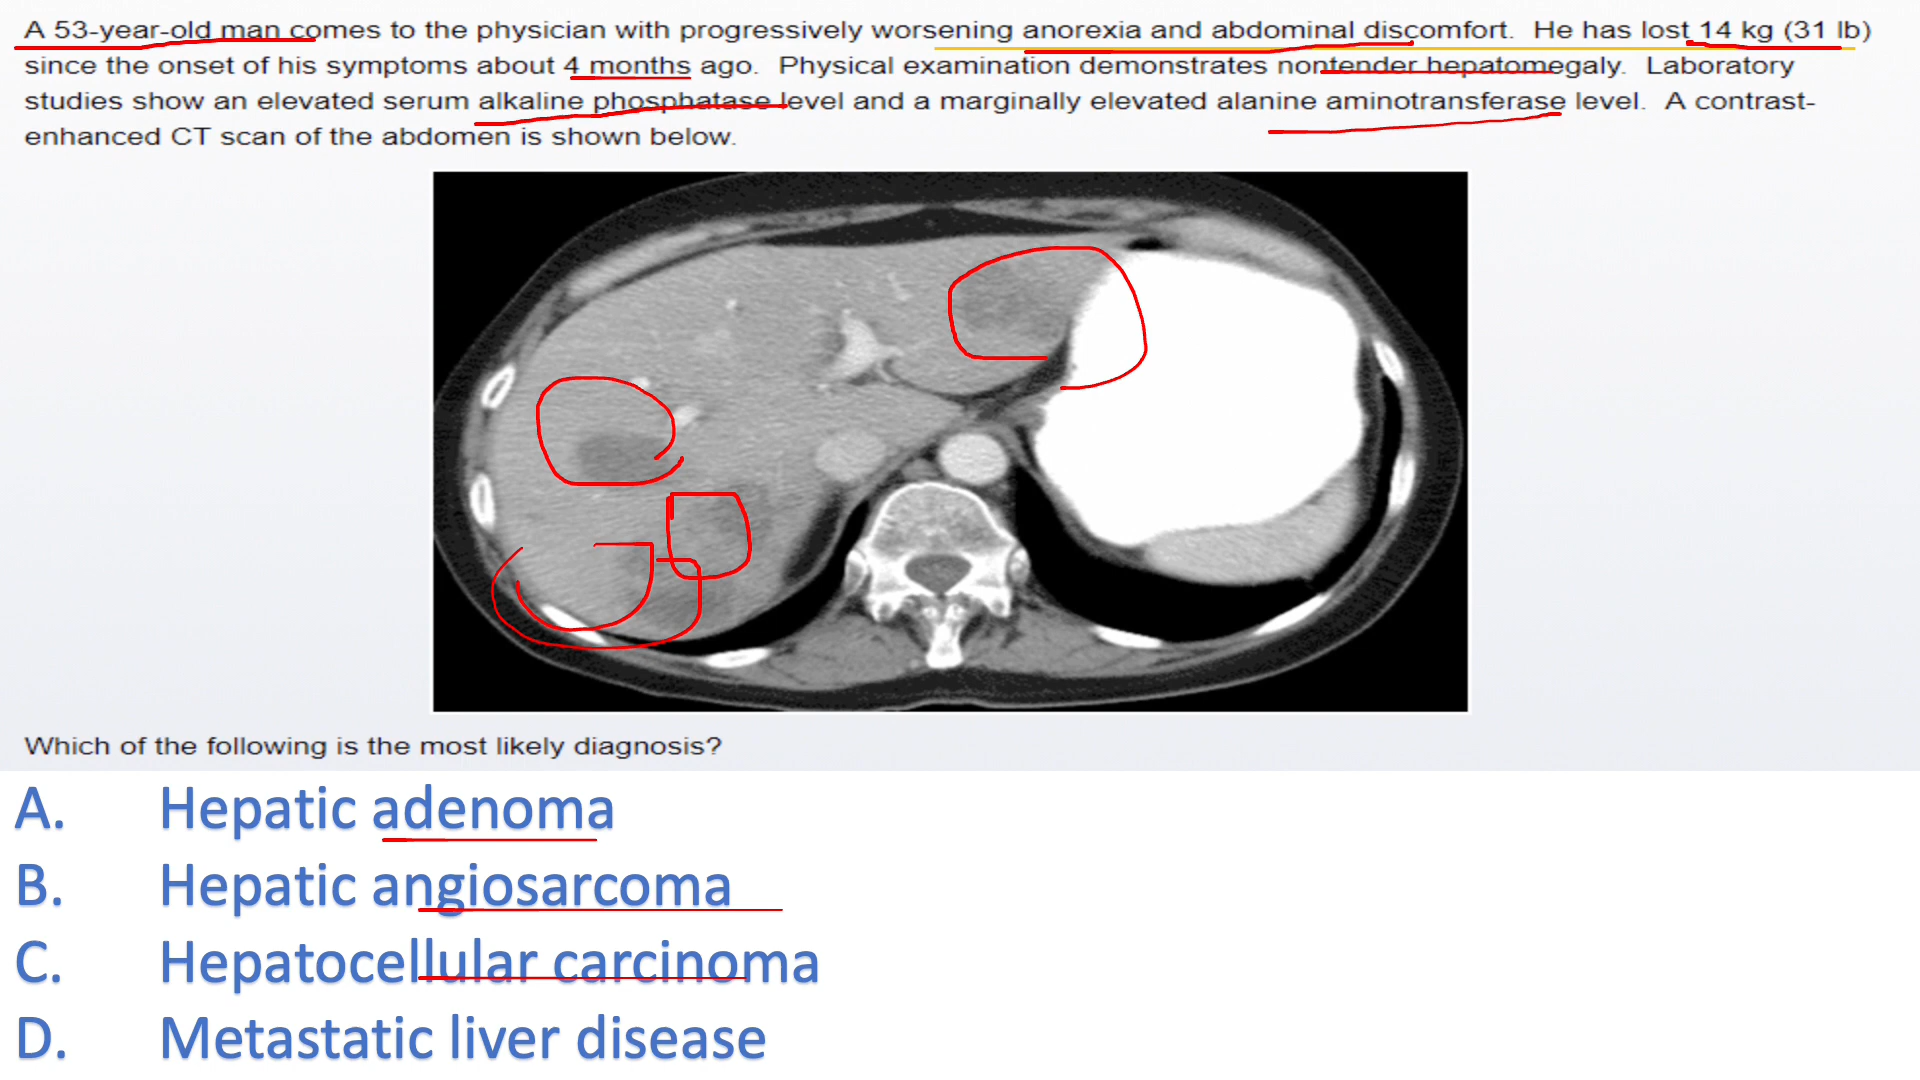 A 53-year-old man comes to the physician with progressively worsening anorexia and abdominal discomfort. He has lost 14 kg (31 lb)
since the onset of his symptoms about 4 months ago. Physical examination demonstrates nontender hepatomegaly. Laboratory
studies show an elevated serum alkaline phosphatase level and a marginally elevated alanine aminotransferase level. A contrast-
enhanced CT scan of the abdomen is shown below.
Which of the following is the most likely diagnosis?
A. Hepatic adenoma
B. Hepatic angiosarcoma
C. Hepatocellular carcinoma
D. Metastatic liver disease